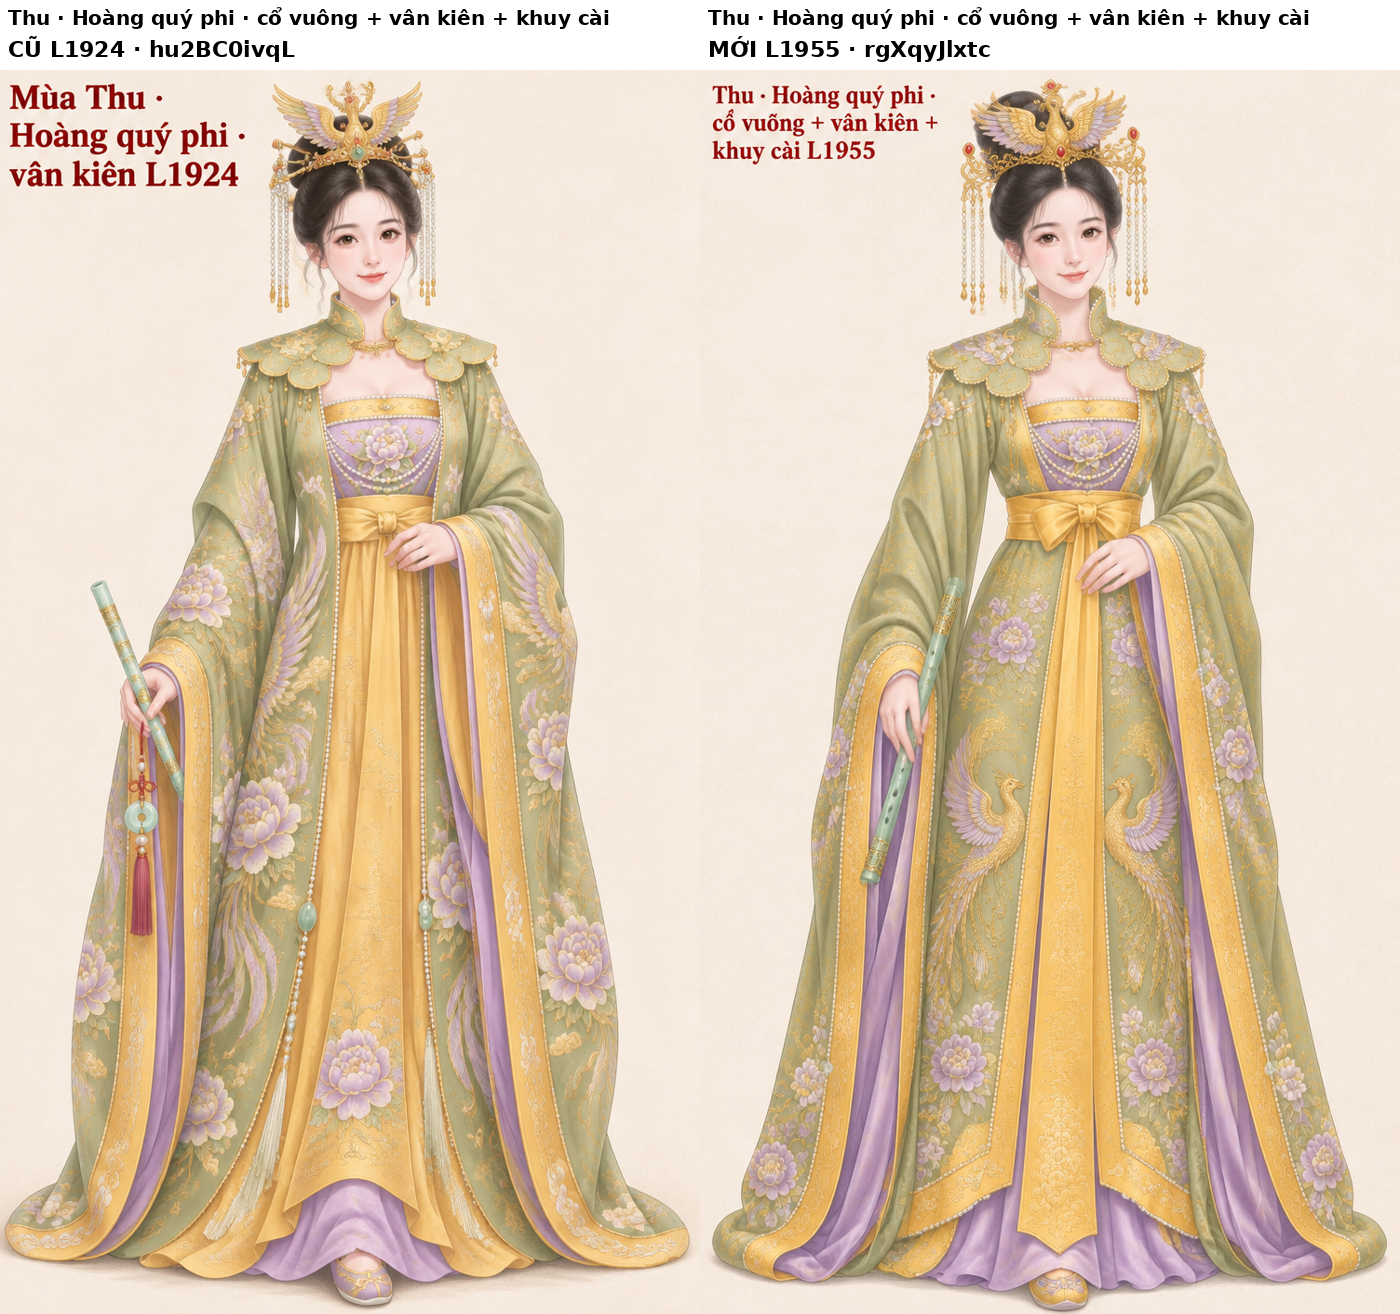 Thu · Hoàng quý phi · cổ vuông + vân kiên + khuy cài
CŨ L1924 · hu2BC0ivqL
Mùa Thu ·
Hoàng quý phi ·
vân kiên L1924
Thu · Hoàng quý phi · cổ vuông + vân kiên + khuy cài
MỚI L1955 · rgXqyJlxtc
Thu · Hoàng quý phi ·
cổ vuõng + vân kiên +
khuy cài L1955